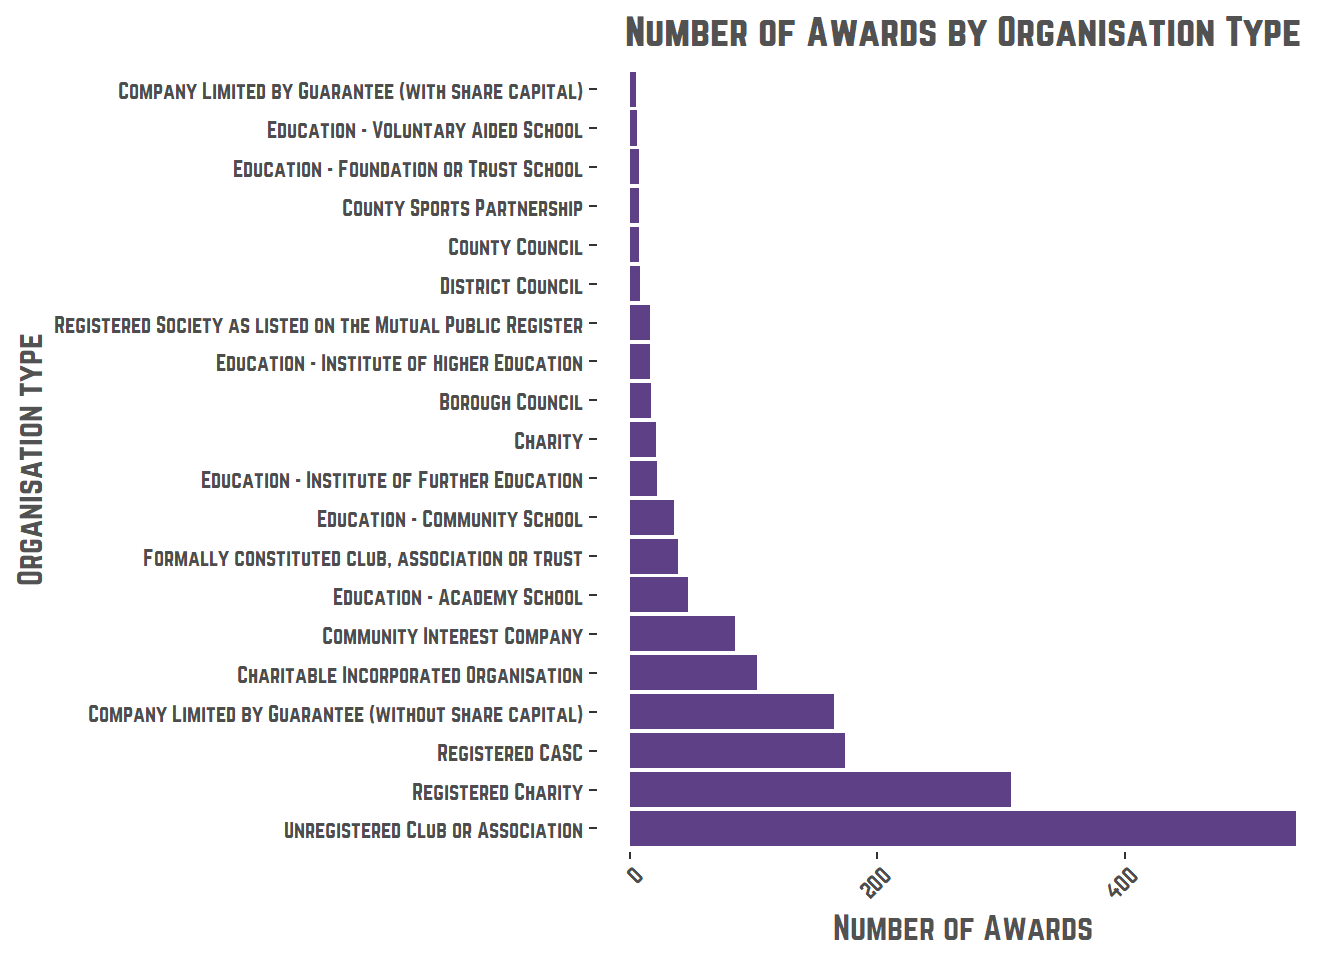 Number of Awards by Organisation Type
Company Limited by Guarantee (with share capital)
Education - Voluntary Aided School
Education - Foundation or Trust School
County Sports Partnership
County Council
District Council
Registered Society as listed on the Mutual Public Register
Education - Institute of Higher Education
Borough Council
Charity
Education - Institute of Further Education
Education - Community School
Formally constituted club, association or trust
Education - Academy School
Community Interest Company
Charitable Incorporated Organisation
Company Limited by Guarantee (without share capital)
Registered CASC
Registered Charity
Unregistered Club or Association
Organisation type
0
200
400
Number of Awards